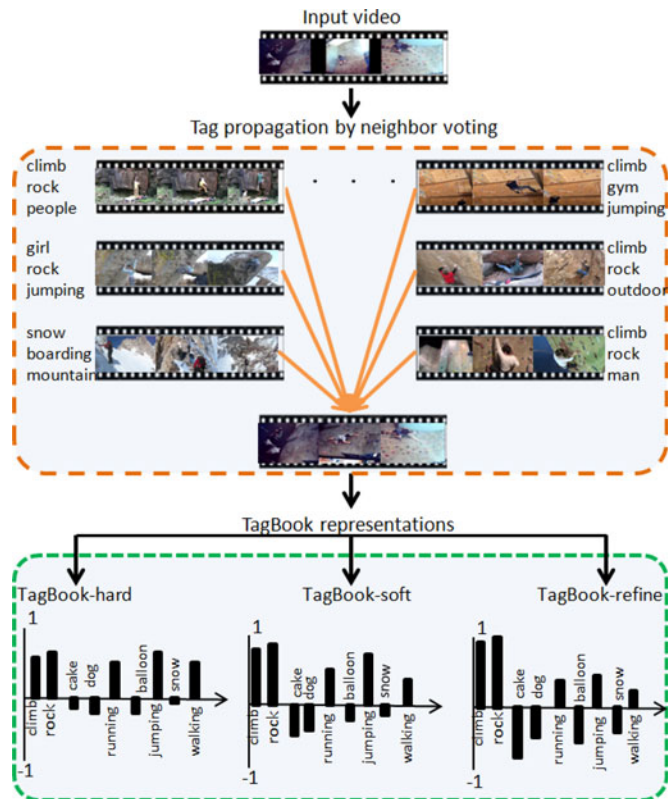 Input video
Tag propagation by neighbor voting
climb
rock
people
. . .
climb
gym
jumping
girl
rock
jumping
climb
rock
outdoor
snow
boarding
mountain
climb
rock
man
TagBook representations
TagBook-hard
1
climb
rock
cake
dog
running
balloon
jumping
snow
walking
-1
TagBook-soft
1
climb
rock
cake
dog
running
balloon
jumping
snow
walking
-1
TagBook-refine
1
climb
rock
cake
dog
running
balloon
jumping
snow
walking
-1